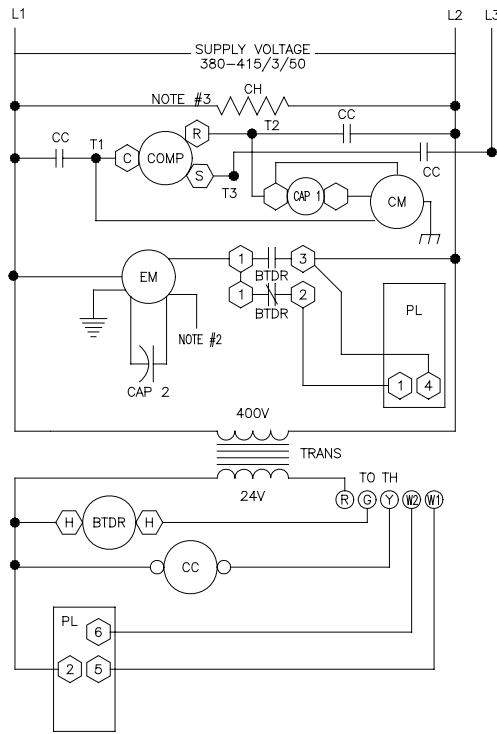 L1 L2 L3
SUPPLY VOLTAGE
380-415/3/50
CH
NOTE #3
R T2 CC
CC T1 C COMP
S T3 CC
CAP 1 CM
1 3
BTDR
EM
1 2
BTDR
PL
NOTE #2
1 4
CAP 2
400V
TRANS
24V
TO TH
R G Y W2 W1
H BTDR H
CC
PL
6
2 5